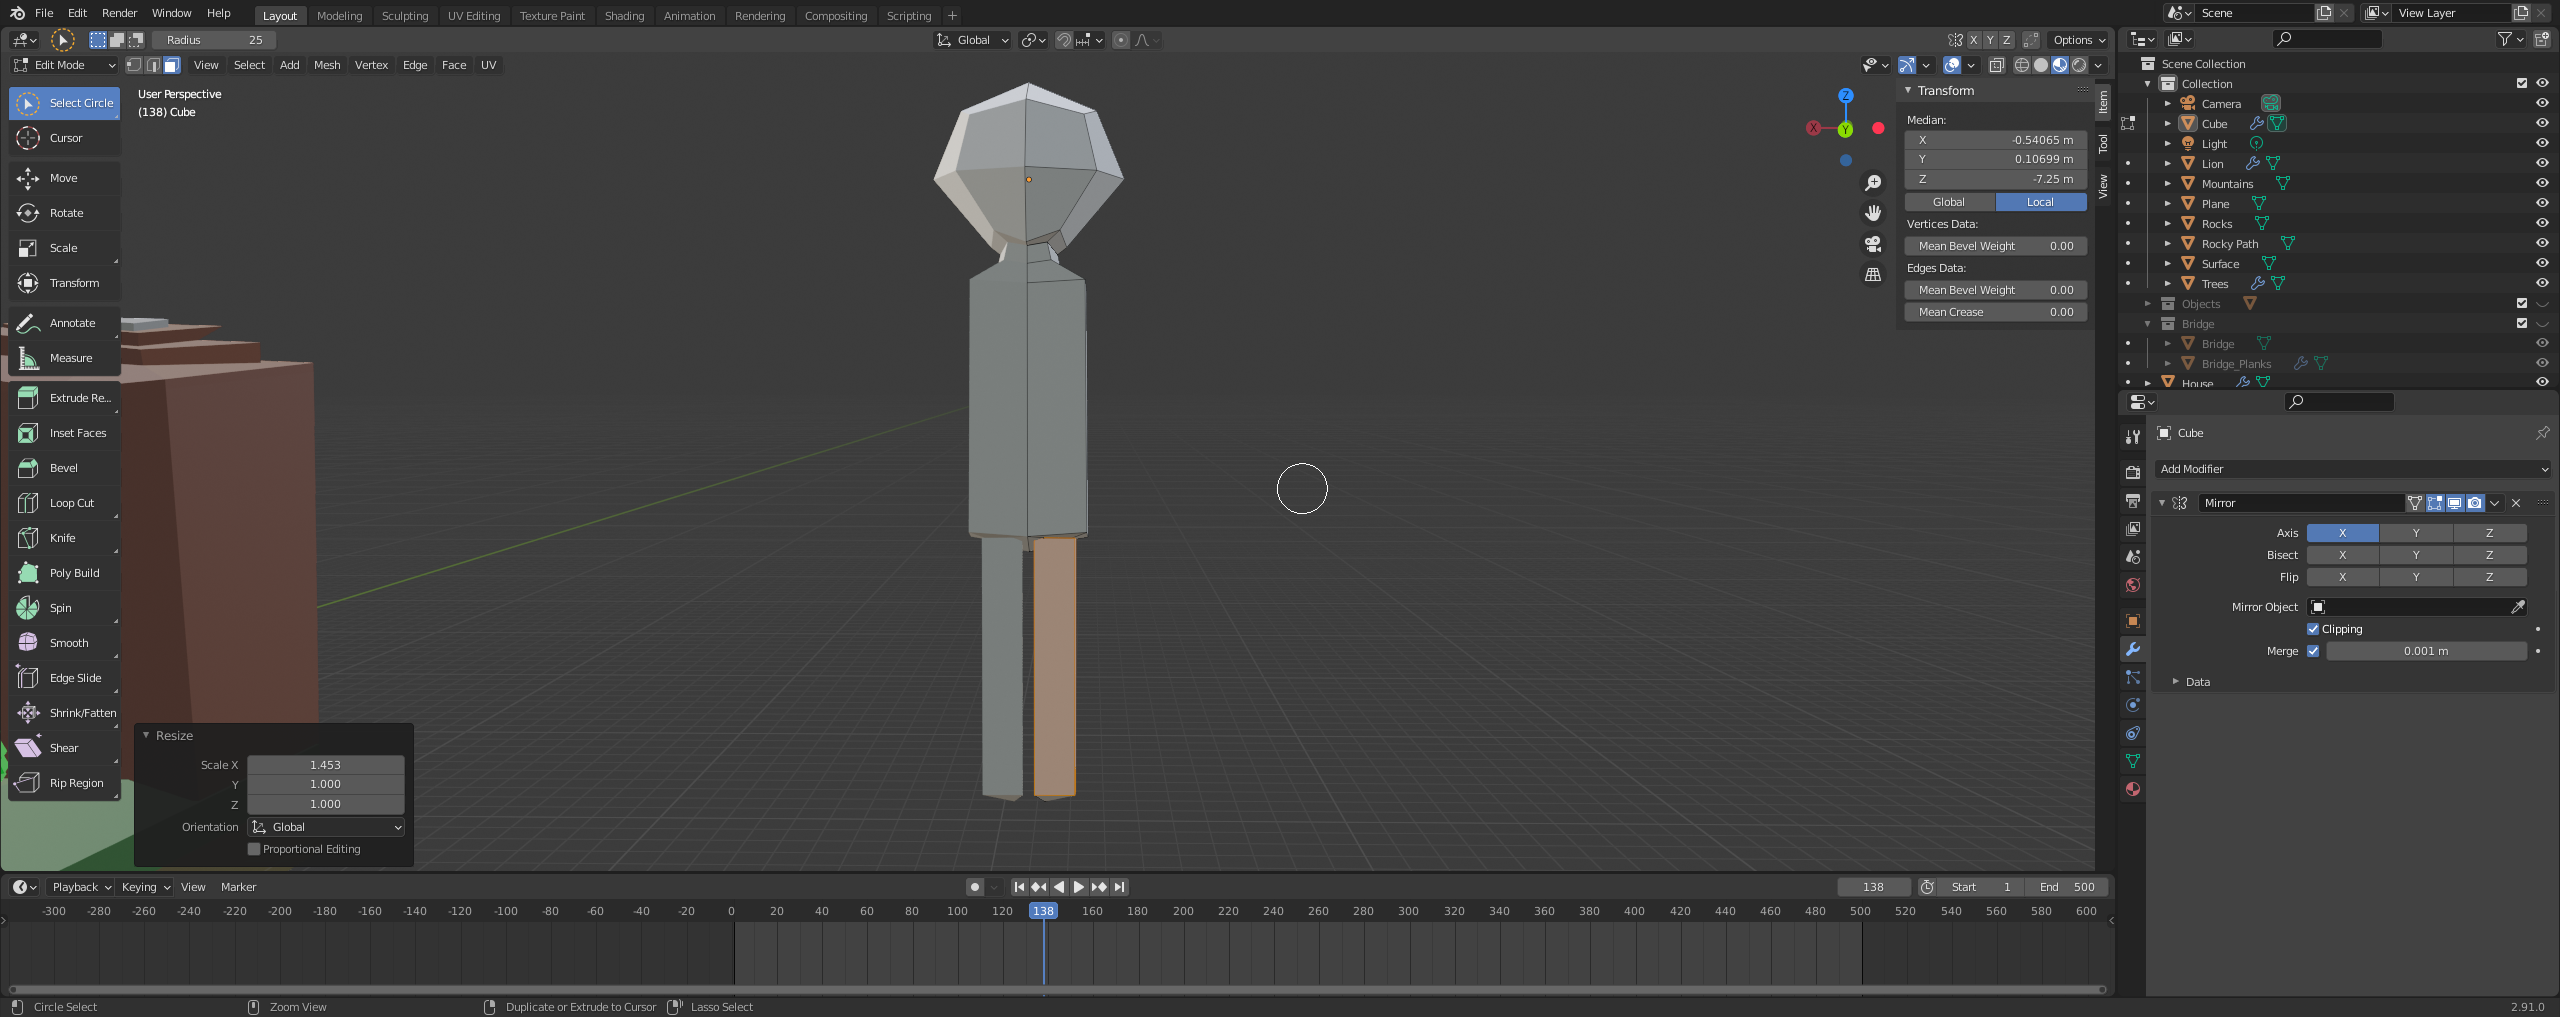 File Edit Render Window Help Layout Modeling Sculpting UV Editing Texture Paint Shading Animation Rendering Compositing Scripting + Scene View Layer
Radius 25 Global X Y Z Options
Edit Mode View Select Add Mesh Vertex Edge Face UV
User Perspective
(138) Cube
Select Circle
Cursor
Move
Rotate
Scale
Transform
Annotate
Measure
Extrude Re...
Inset Faces
Bevel
Loop Cut
Knife
Poly Build
Spin
Smooth
Edge Slide
Shrink/Fatten
Shear
Rip Region
Resize
Scale X 1.453
Y 1.000
Z 1.000
Orientation Global
Proportional Editing
Z
X
Y
Transform
Median:
X -0.54065 m
Y 0.10699 m
Z -7.25 m
Global Local
Vertices Data:
Mean Bevel Weight 0.00
Edges Data:
Mean Bevel Weight 0.00
Mean Crease 0.00
Item
Tool
View
Scene Collection
Collection
Camera
Cube
Light
Lion
Mountains
Plane
Rocks
Rocky Path
Surface
Trees
Objects
Bridge
Bridge
Bridge_Planks
House
Cube
Add Modifier
Mirror
Axis X Y Z
Bisect X Y Z
Flip X Y Z
Mirror Object
Clipping
Merge 0.001 m
Data
Playback Keying View Marker 138 Start 1 End 500
-300 -280 -260 -240 -220 -200 -180 -160 -140 -120 -100 -80 -60 -40 -20 0 20 40 60 80 100 120 138 160 180 200 220 240 260 280 300 320 340 360 380 400 420 440 460 480 500 520 540 560 580 600
Circle Select Zoom View Duplicate or Extrude to Cursor Lasso Select 2.91.0